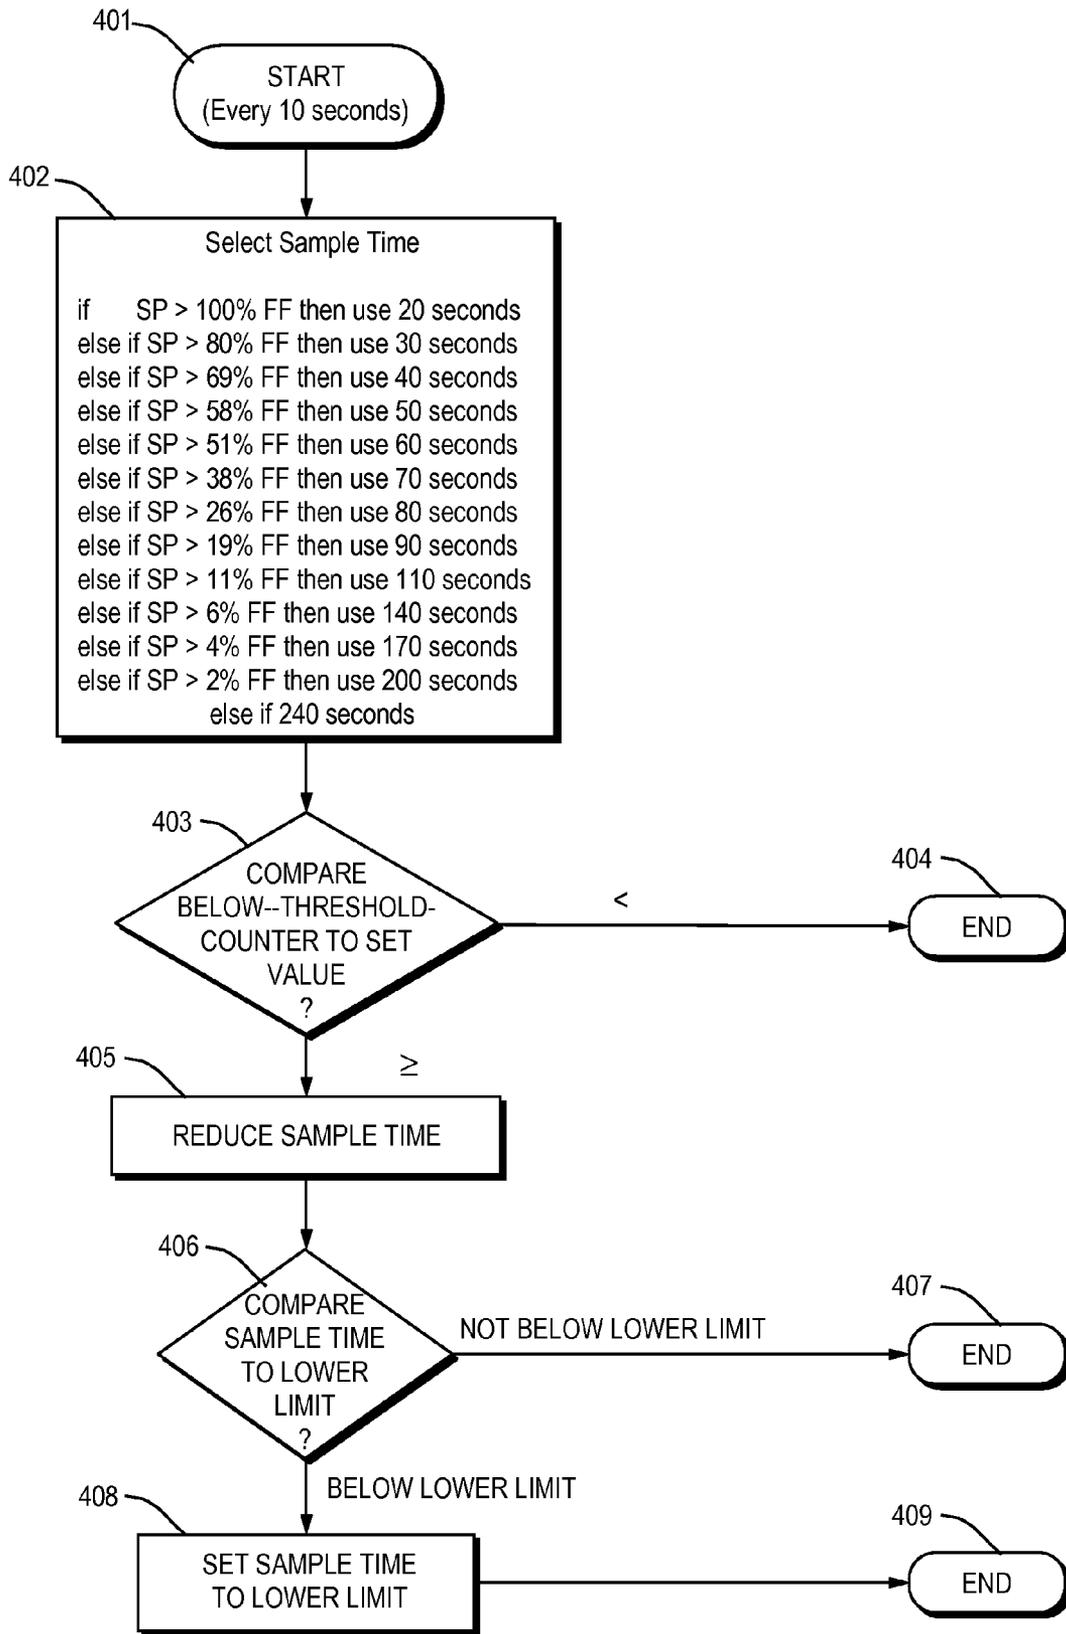 401
START
(Every 10 seconds)
402
Select Sample Time
if SP > 100% FF then use 20 seconds
else if SP > 80% FF then use 30 seconds
else if SP > 69% FF then use 40 seconds
else if SP > 58% FF then use 50 seconds
else if SP > 51% FF then use 60 seconds
else if SP > 38% FF then use 70 seconds
else if SP > 26% FF then use 80 seconds
else if SP > 19% FF then use 90 seconds
else if SP > 11% FF then use 110 seconds
else if SP > 6% FF then use 140 seconds
else if SP > 4% FF then use 170 seconds
else if SP > 2% FF then use 200 seconds
else if 240 seconds
403
COMPARE
BELOW--THRESHOLD-
COUNTER TO SET
VALUE
?
<
404
END
≥
405
REDUCE SAMPLE TIME
406
COMPARE
SAMPLE TIME
TO LOWER
LIMIT
?
NOT BELOW LOWER LIMIT
407
END
BELOW LOWER LIMIT
408
SET SAMPLE TIME
TO LOWER LIMIT
409
END